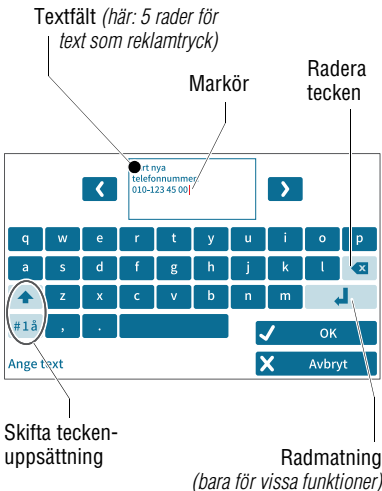 Textfält (här: 5 rader för
text som reklamtryck)
Markör
Radera
tecken
rt nya
telefonnummer
010-123 45 00
q w e r t y u i o p
a s d f g h j k l
z x c v b n m
#1å , .
OK
Ange text
Avbryt
Skifta tecken-
uppsättning
Radmatning
(bara för vissa funktioner)